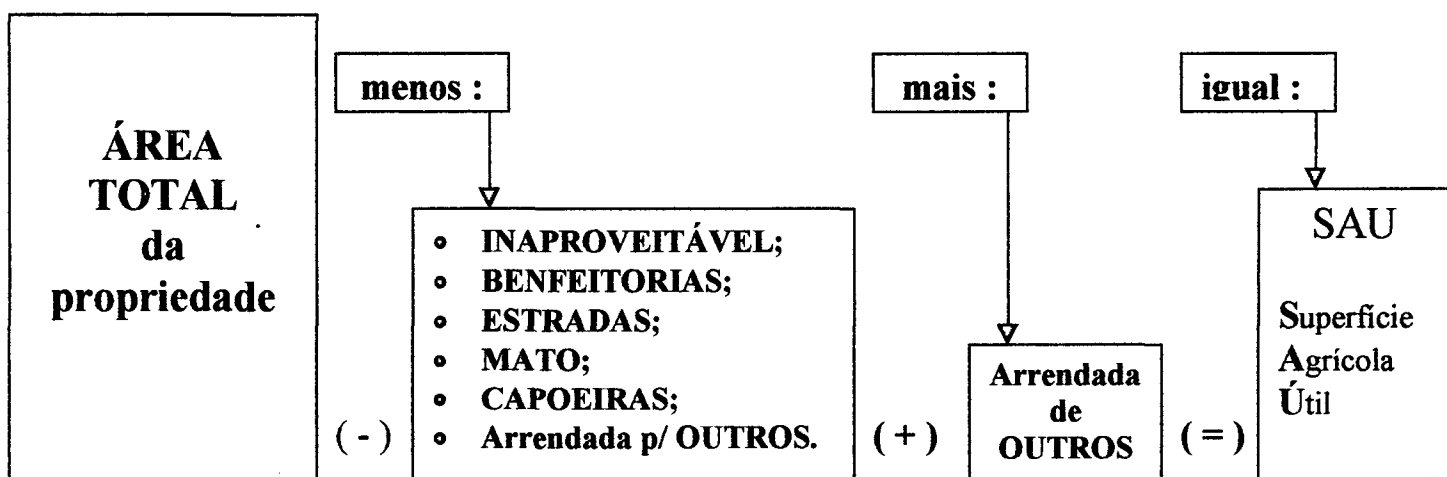 ÁREA
TOTAL
da
propriedade
menos :
( - )
o INAPROVEITÁVEL;
o BENFEITORIAS;
o ESTRADAS;
o MATO;
o CAPOEIRAS;
o Arrendada p/ OUTROS.
mais :
( + )
Arrendada
de
OUTROS
igual :
( = )
SAU
Superfície
Agrícola
Útil